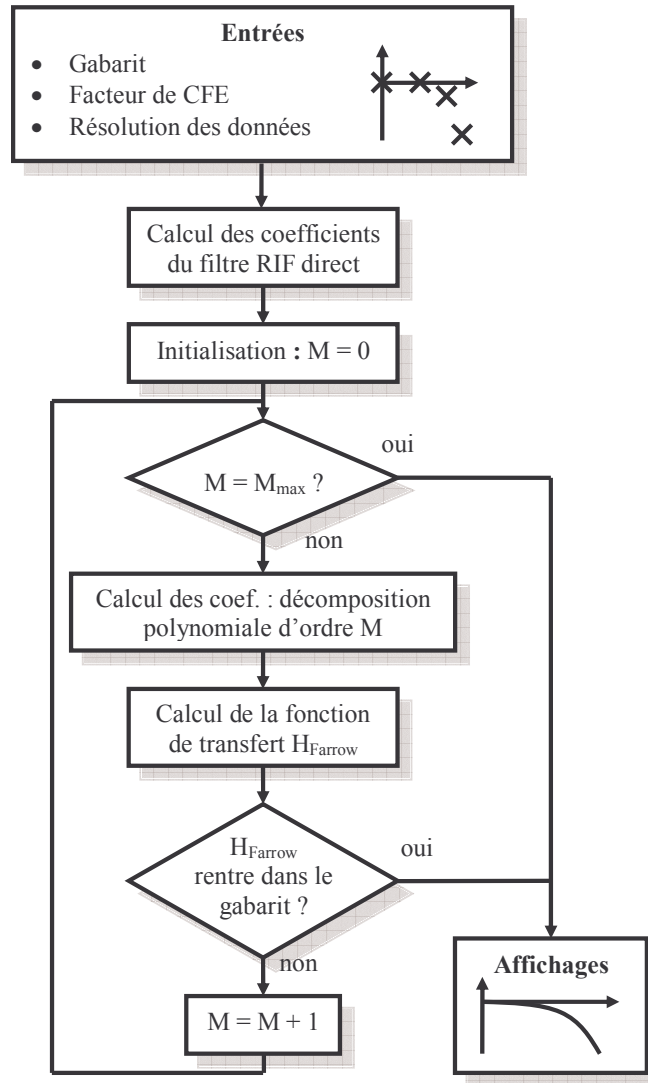 Entrées
• Gabarit
• Facteur de CFE
• Résolution des données
Calcul des coefficients
du filtre RIF direct
Initialisation : M = 0
oui
M = Mmax ?
non
Calcul des coef. : décomposition
polynomiale d'ordre M
Calcul de la fonction
de transfert HFarrow
HFarrow
rentre dans le
gabarit ?
oui
non
M = M + 1
Affichages